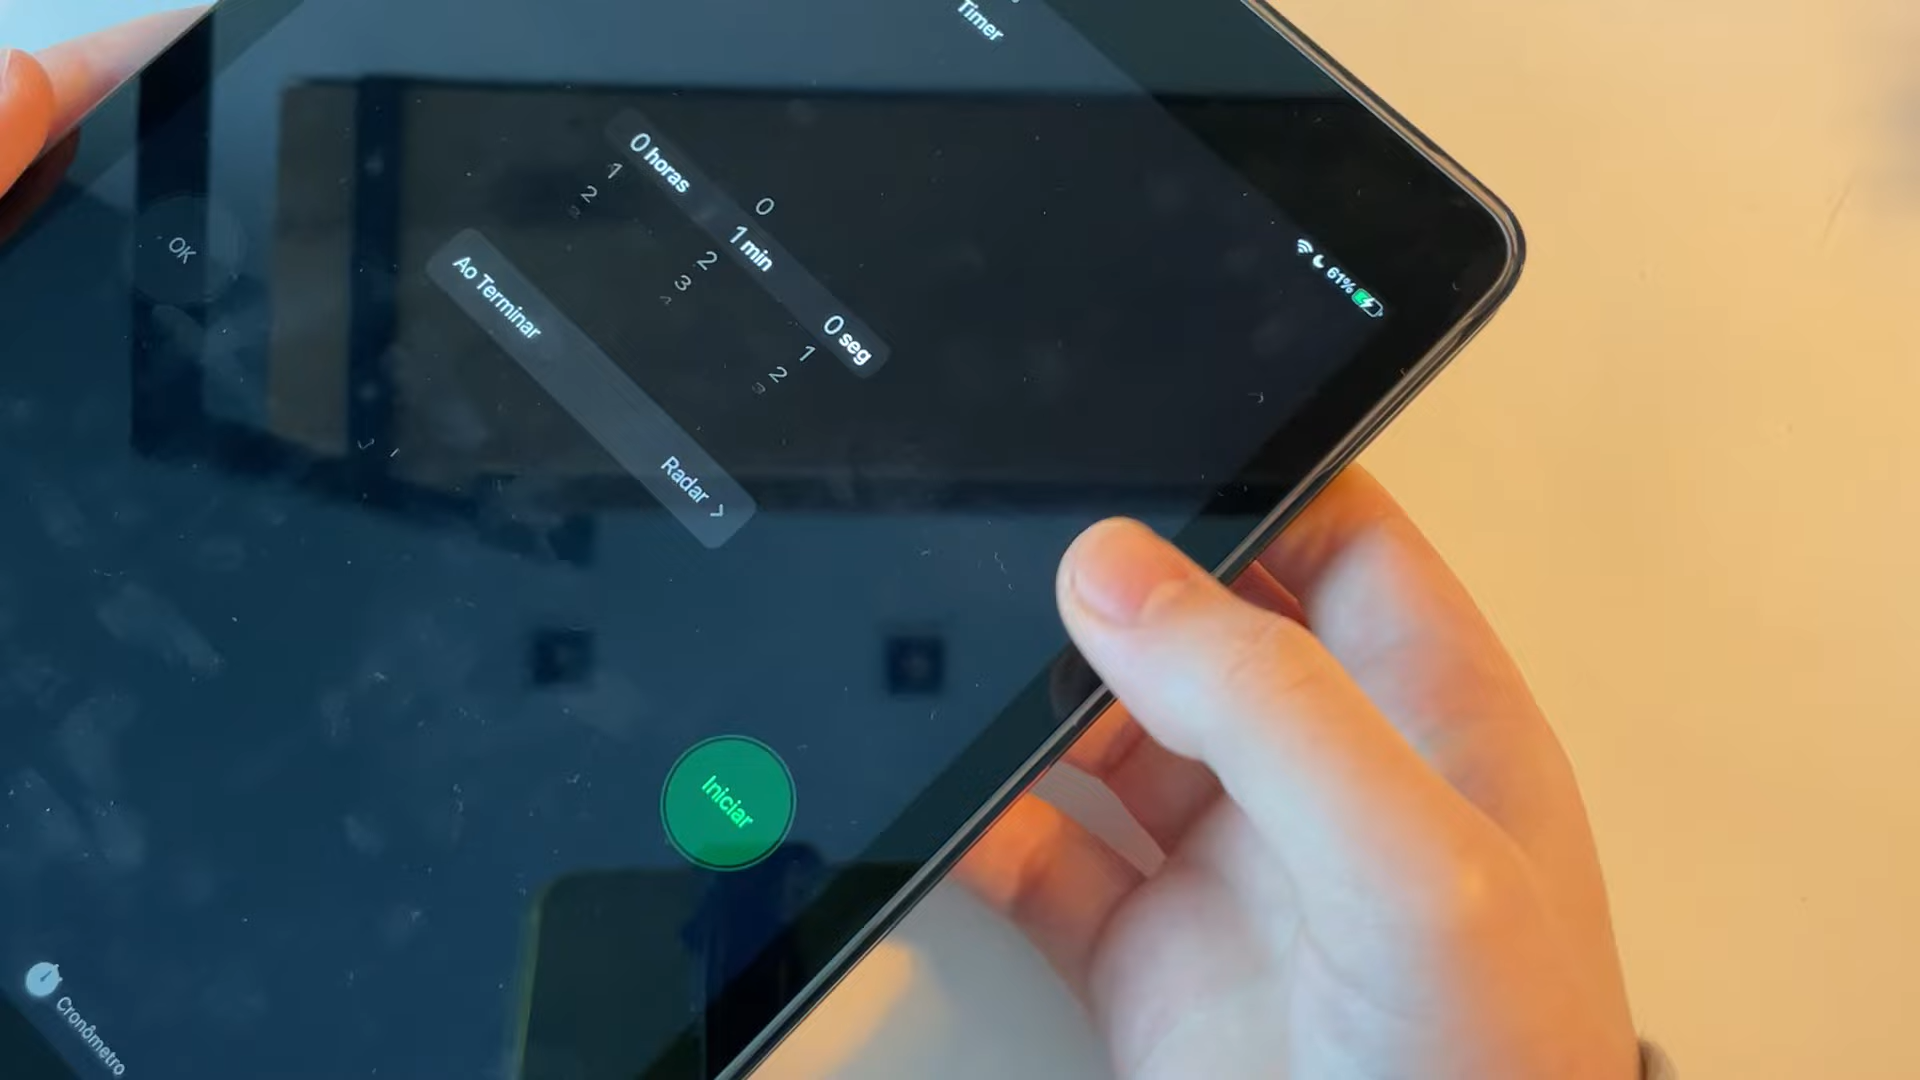 61%
Timer
0
0 horas 1 min 0 seg
1 2 1
2 3 2
Ao Terminar Radar >
OK Iniciar
Cronômetro